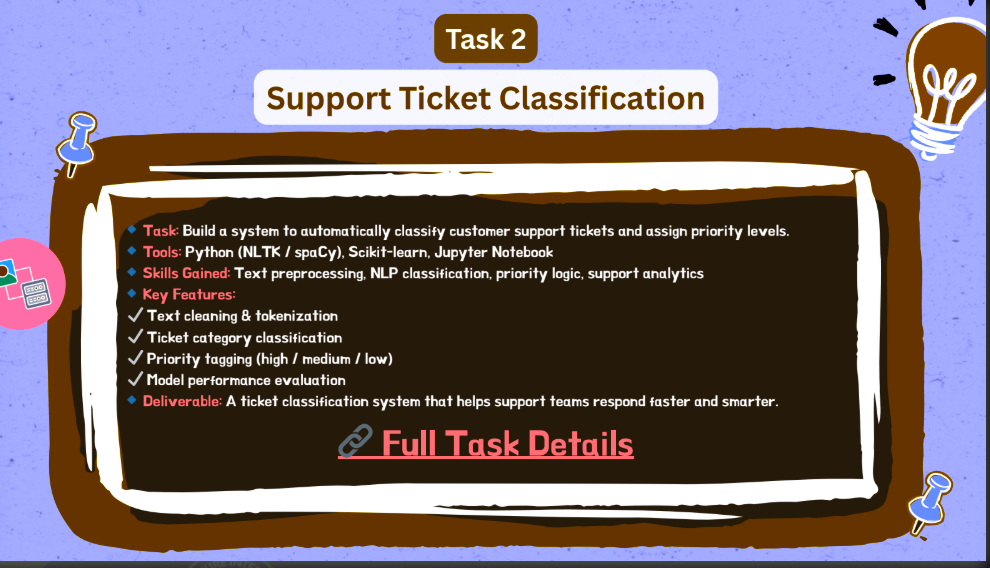 Task 2
Support Ticket Classification
Task: Build a system to automatically classify customer support tickets and assign priority levels.
Tools: Python (NLTK / spaCy), Scikit-learn, Jupyter Notebook
Skills Gained: Text preprocessing, NLP classification, priority logic, support analytics
Key Features:
Text cleaning & tokenization
Ticket category classification
Priority tagging (high / medium / low)
Model performance evaluation
Deliverable: A ticket classification system that helps support teams respond faster and smarter.
Full Task Details